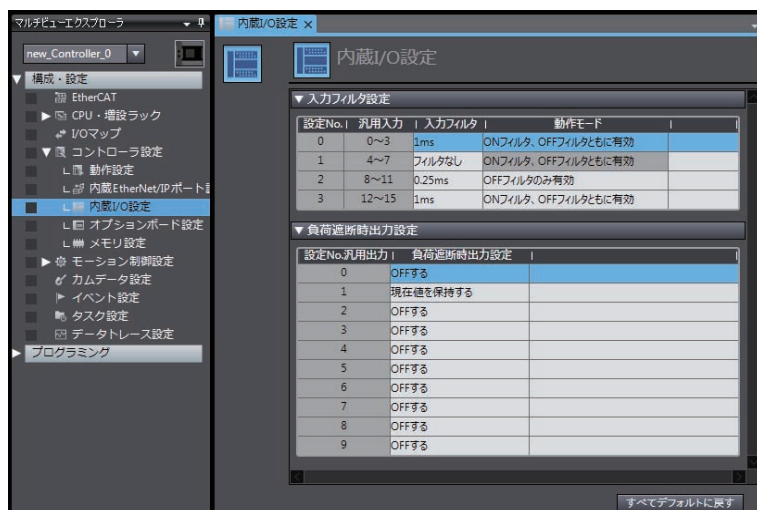 マルチビューエクスプローラ
new_Controller_0
構成・設定
EtherCAT
CPU・増設ラック
I/Oマップ
コントローラ設定
動作設定
内蔵EtherNet/IPポート設
内蔵I/O設定
オプションボード設定
メモリ設定
モーション制御設定
カムデータ設定
イベント設定
タスク設定
データトレース設定
プログラミング
内蔵I/O設定
内蔵I/O設定
入力フィルタ設定
設定No. 汎用入力 入力フィルタ 動作モード
0 0～3 1ms ONフィルタ、OFFフィルタともに有効
1 4～7 フィルタなし ONフィルタ、OFFフィルタともに有効
2 8～11 0.25ms OFFフィルタのみ有効
3 12～15 1ms ONフィルタ、OFFフィルタともに有効
負荷遮断時出力設定
設定No.汎用出力 負荷遮断時出力設定
0 OFFする
1 現在値を保持する
2 OFFする
3 OFFする
4 OFFする
5 OFFする
6 OFFする
7 OFFする
8 OFFする
9 OFFする
すべてデフォルトに戻す